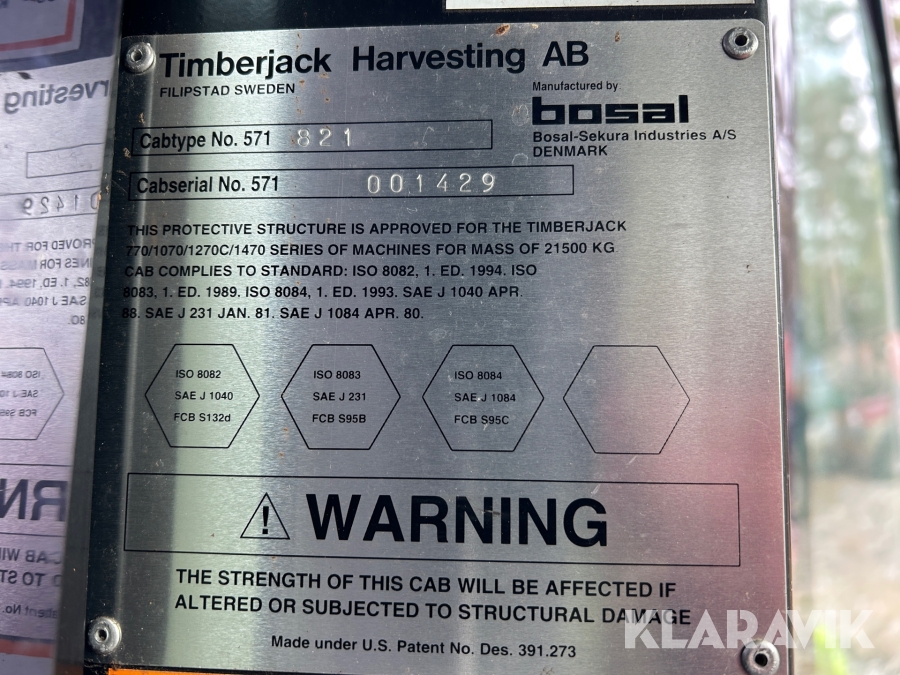 Timberjack Harvesting AB
FILIPSTAD SWEDEN
Manufactured by
bosal
Bosal-Sekura Industries A/S
DENMARK
Cabtype No. 571 821
Cabserial No. 571 001429
THIS PROTECTIVE STRUCTURE IS APPROVED FOR THE TIMBERJACK
770/1070/1270C/1470 SERIES OF MACHINES FOR MASS OF 21500 KG
CAB COMPLIES TO STANDARD: ISO 8082, 1. ED. 1994. ISO
8083, 1. ED. 1989. ISO 8084, 1. ED. 1993. SAE J 1040 APR.
88. SAE J 231 JAN. 81. SAE J 1084 APR. 80.
ISO 8082
SAE J 1040
FCB S132d
ISO 8083
SAE J 231
FCB S95B
ISO 8084
SAE J 1084
FCB S95C
WARNING
THE STRENGTH OF THIS CAB WILL BE AFFECTED IF
ALTERED OR SUBJECTED TO STRUCTURAL DAMAGE
Made under U.S. Patent No. Des. 391.273
KLARAVIK